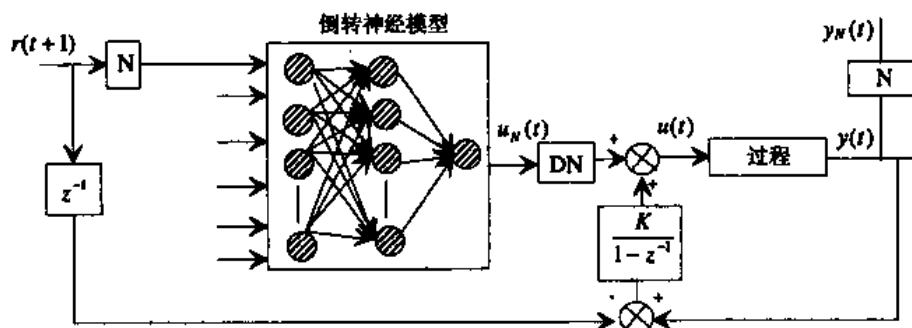 倒转神经模型
r(t+1)
N
y_N(t)
N
u_N(t)
DN
+
u(t)
过程
y(t)
z^{-1}
+
K
1-z^{-1}
-
+